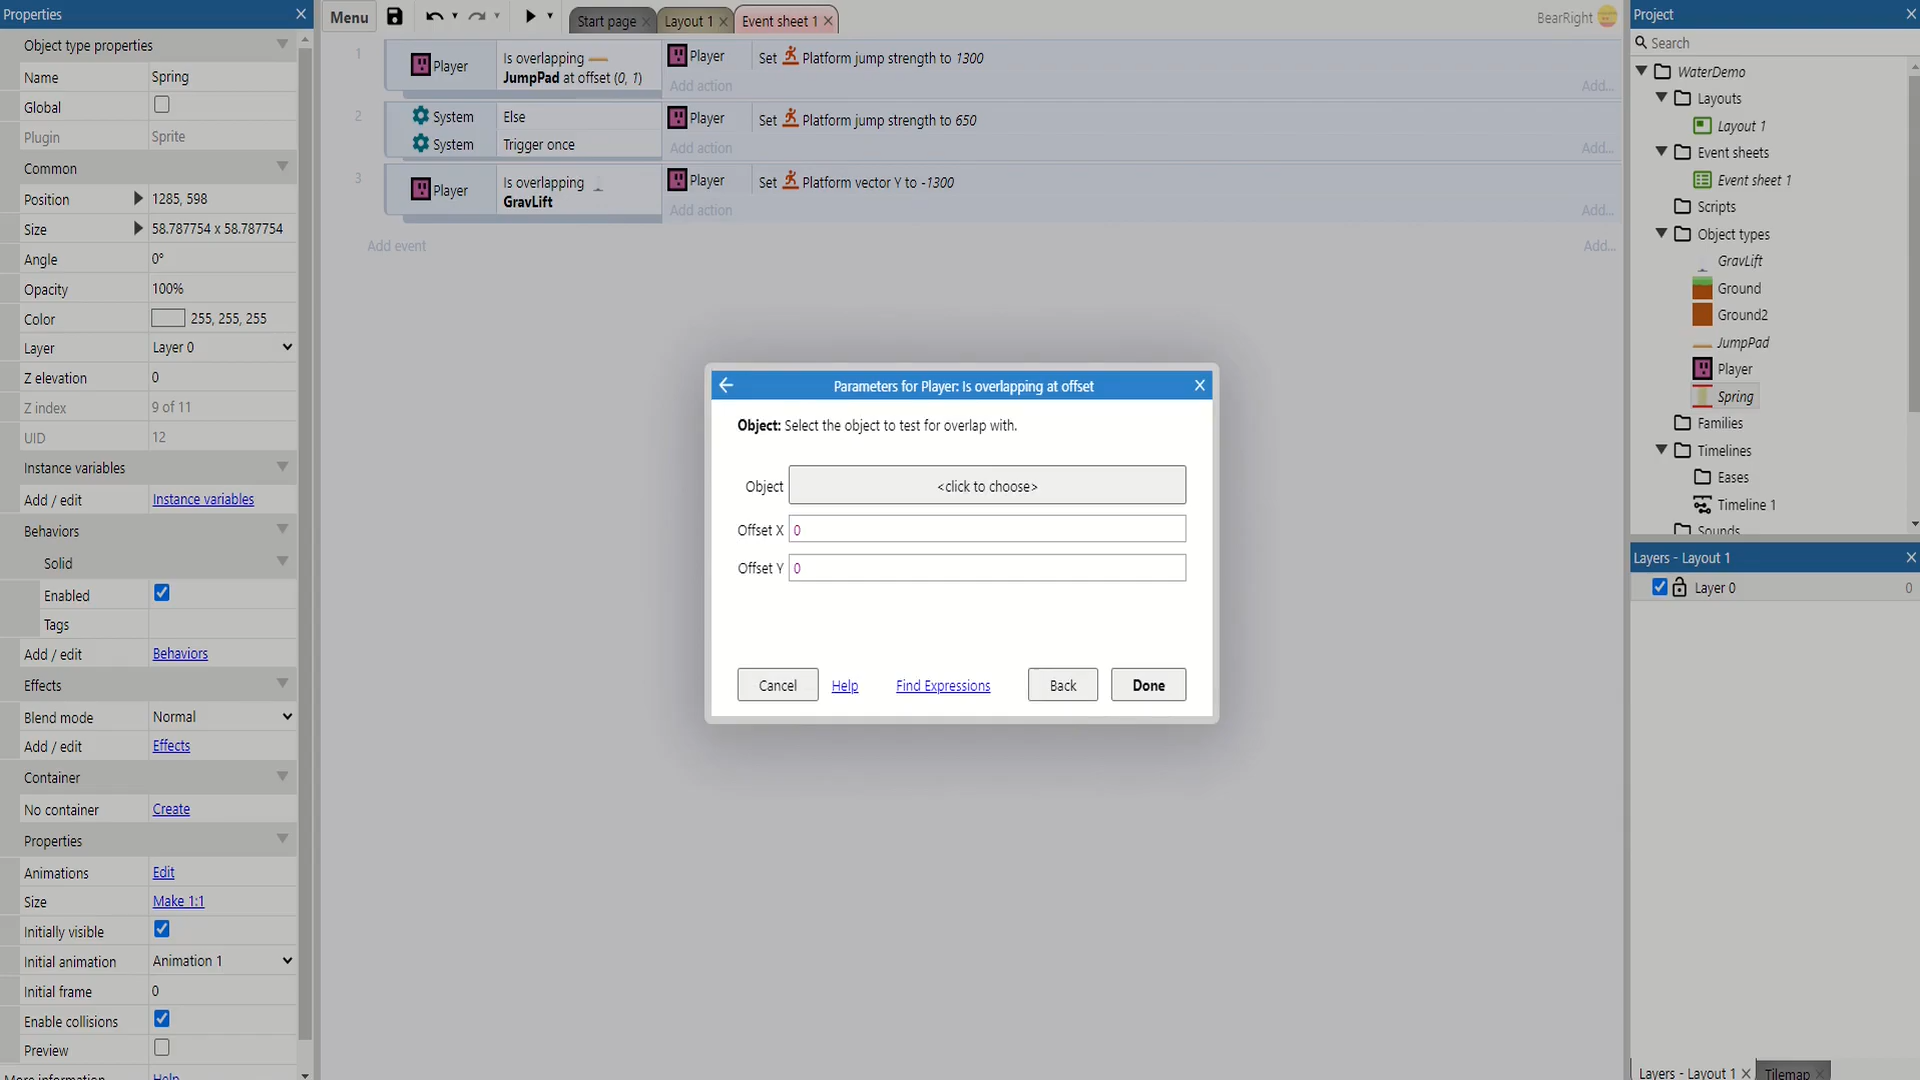 Properties
Object type properties
Name Spring
Global
Plugin Sprite
Common
Position 1285, 598
Size 58.787754 x 58.787754
Angle 0°
Opacity 100%
Color 255, 255, 255
Layer Layer 0
Z elevation 0
Z index 9 of 11
UID 12
Instance variables
Add / edit Instance variables
Behaviors
Solid
Enabled
Tags
Add / edit Behaviors
Effects
Blend mode Normal
Add / edit Effects
Container
No container Create
Properties
Animations Edit
Size Make 1:1
Initially visible
Initial animation Animation 1
Initial frame 0
Enable collisions
Preview
More information Help
Menu
Start page
Layout 1
Event sheet 1
BearRight
1 Player Is overlapping
JumpPad at offset (0, 1)
Player Set Platform jump strength to 1300
Add action Add...
2 System Else
System Trigger once
Player Set Platform jump strength to 650
Add action Add...
3 Player Is overlapping
GravLift
Player Set Platform vector Y to -1300
Add action Add...
Add event Add...
Parameters for Player: Is overlapping at offset
Object: Select the object to test for overlap with.
Object <click to choose>
Offset X 0
Offset Y 0
Cancel Help Find Expressions Back Done
Project
Search
WaterDemo
Layouts
Layout 1
Event sheets
Event sheet 1
Scripts
Object types
GravLift
Ground
Ground2
JumpPad
Player
Spring
Families
Timelines
Eases
Timeline 1
Sounds
Layers - Layout 1
Layer 0 0
Layers - Layout 1 Tilemap